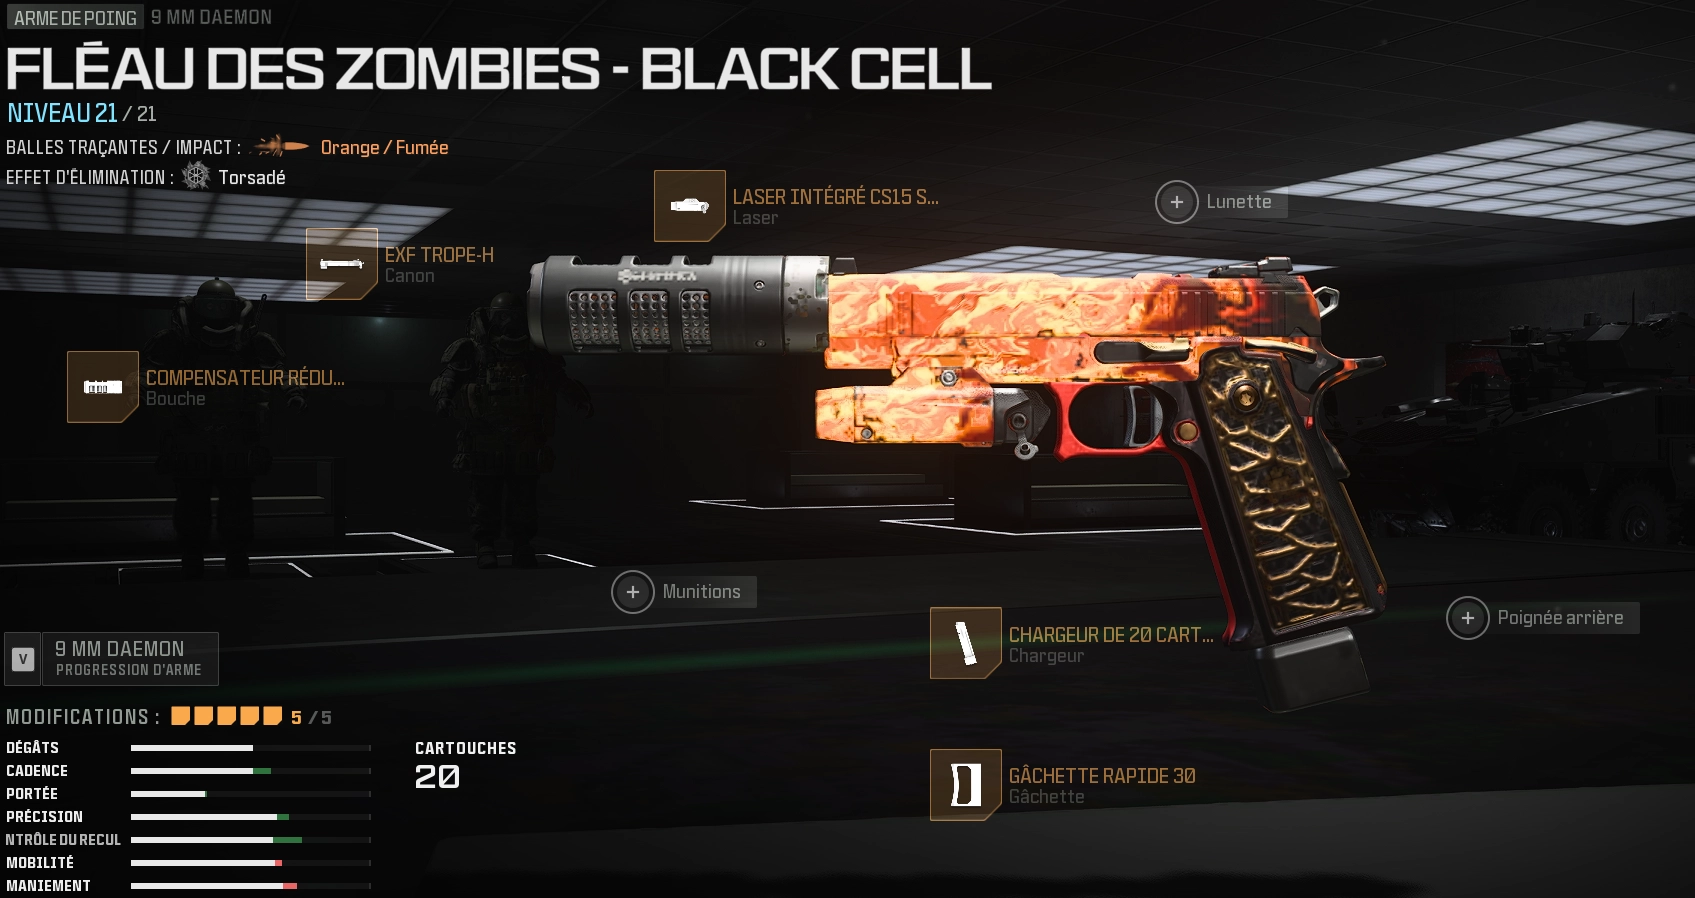 ARME DE POING 9 MM DAEMON
FLÉAU DES ZOMBIES - BLACK CELL
NIVEAU 21 / 21
BALLES TRAÇANTES / IMPACT : Orange / Fumée
EFFET D'ÉLIMINATION : Torsadé
LASER INTÉGRÉ CS15 S...
Laser
+ Lunette
EXF TROPE-H
Canon
COMPENSATEUR RÉDU...
Bouche
+ Munitions
CHARGEUR DE 20 CART...
Chargeur
+ Poignée arrière
V 9 MM DAEMON
PROGRESSION D'ARME
MODIFICATIONS : 5 / 5
DÉGÂTS
CADENCE
PORTÉE
PRÉCISION
NTRÔLE DU RECUL
MOBILITÉ
MANIEMENT
CARTOUCHES
20
GÂCHETTE RAPIDE 30
Gâchette